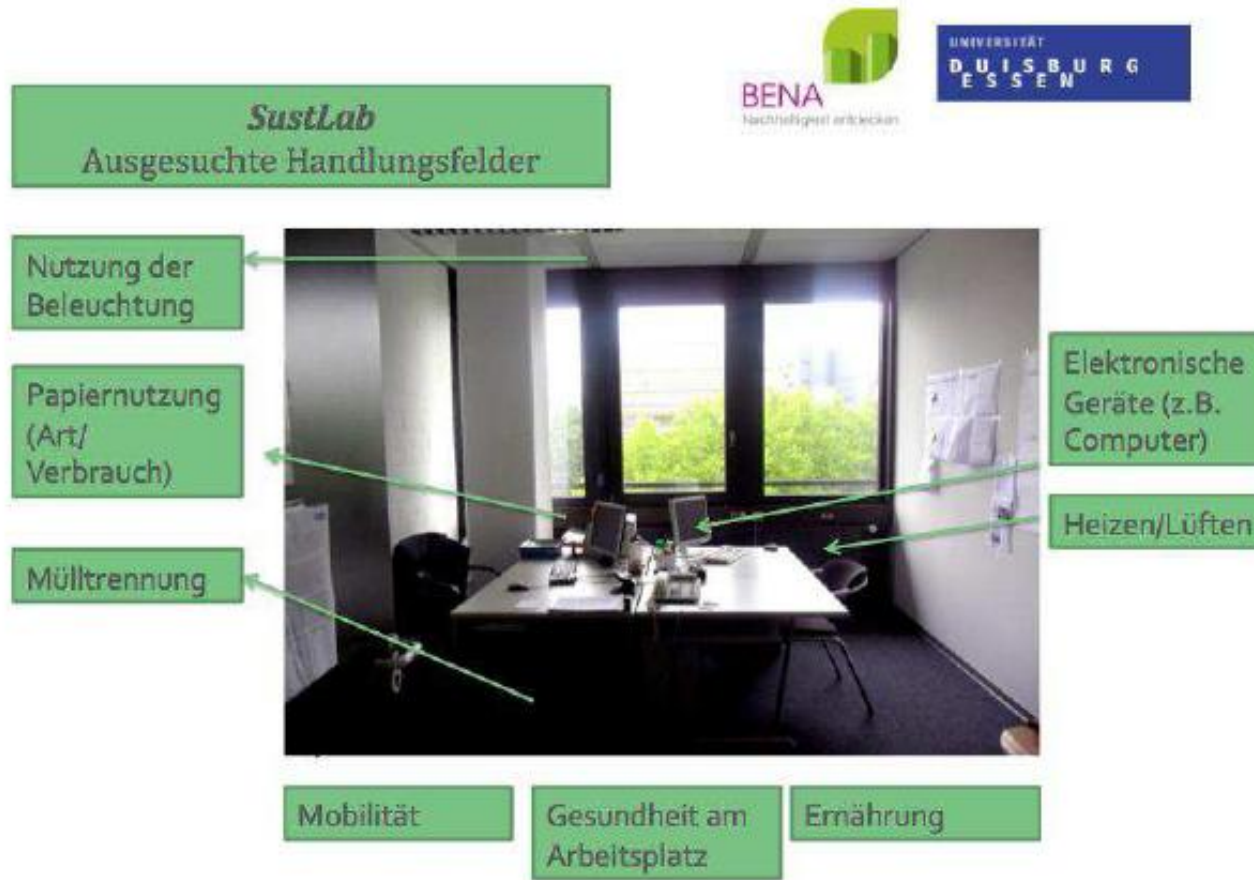 BENA
Nachhaltigkeit entdecken
UNIVERSITÄT
DUISBURG
ESSEN
SustLab
Ausgesuchte Handlungsfelder
Nutzung der
Beleuchtung
Papiernutzung
(Art/
Verbrauch)
Mülltrennung
Elektronische
Geräte (z.B.
Computer)
Heizen/Lüften
Mobilität
Gesundheit am
Arbeitsplatz
Ernährung